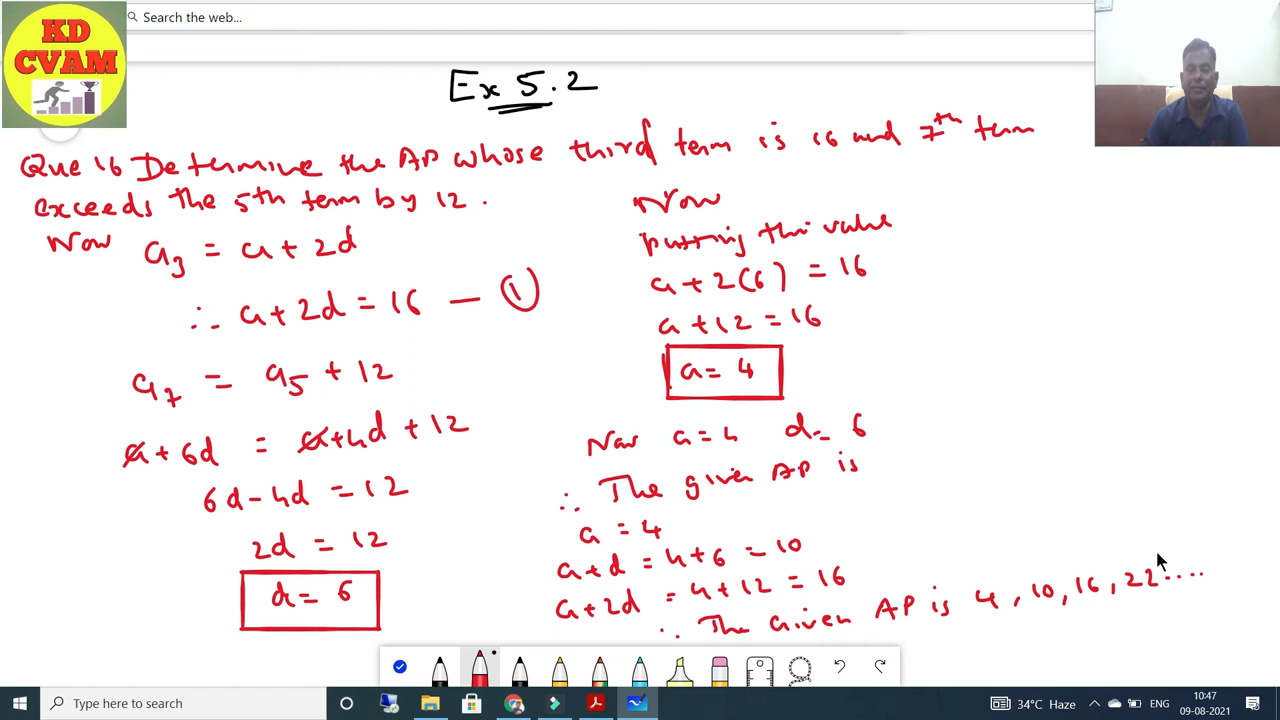 Search the web...
KD
CVAM
Ex 5.2
Que 16 Determine the AP whose third term is 16 and 7th term
exceeds the 5th term by 12.
Now a₃ = a + 2d
∴ a + 2d = 16 — ①
a₇ = a₅ + 12
a + 6d = a + 4d + 12
6d - 4d = 12
2d = 12
d = 6
Now
putting this value
a + 2(6) = 16
a + 12 = 16
a = 4
Now a = 4 d = 6
∴ The given AP is
a = 4
a + d = 4 + 6 = 10
a + 2d = 4 + 12 = 16
∴ The given AP is 4, 10, 16, 22....
Type here to search
34°C Haze
ENG
10:47
09-08-2021